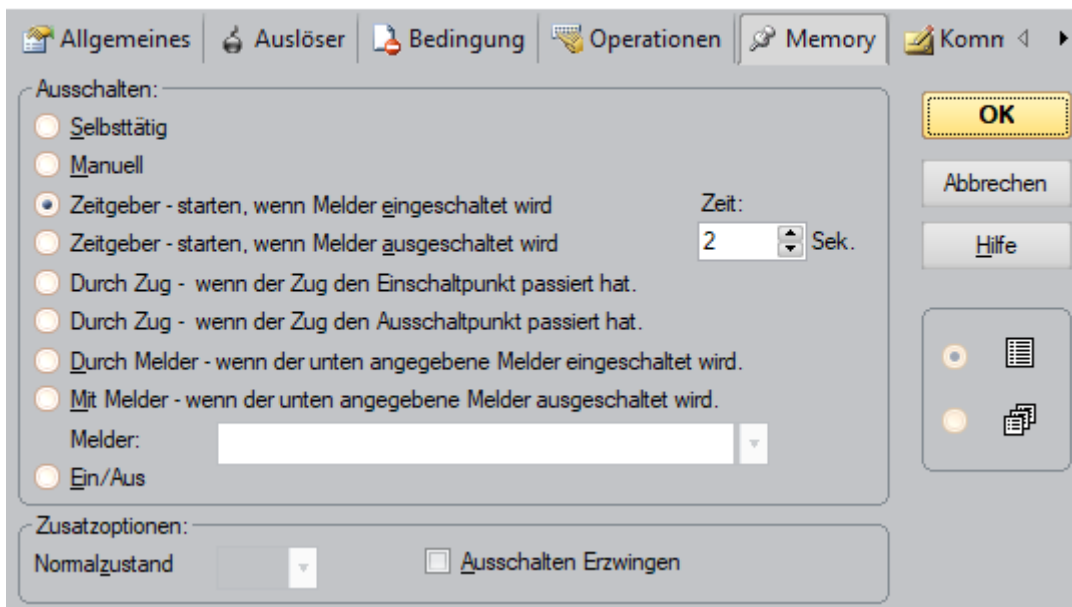 Allgemeines Auslöser Bedingung Operationen Memory Komm
Ausschalten:
Selbsttätig
Manuell
Zeitgeber - starten, wenn Melder eingeschaltet wird
Zeit:
Zeitgeber - starten, wenn Melder ausgeschaltet wird
2 Sek.
Durch Zug - wenn der Zug den Einschaltpunkt passiert hat.
Durch Zug - wenn der Zug den Ausschaltpunkt passiert hat.
Durch Melder - wenn der unten angegebene Melder eingeschaltet wird.
Mit Melder - wenn der unten angegebene Melder ausgeschaltet wird.
Melder:
Ein/Aus
Zusatzoptionen:
Normalzustand
Ausschalten Erzwingen
OK
Abbrechen
Hilfe